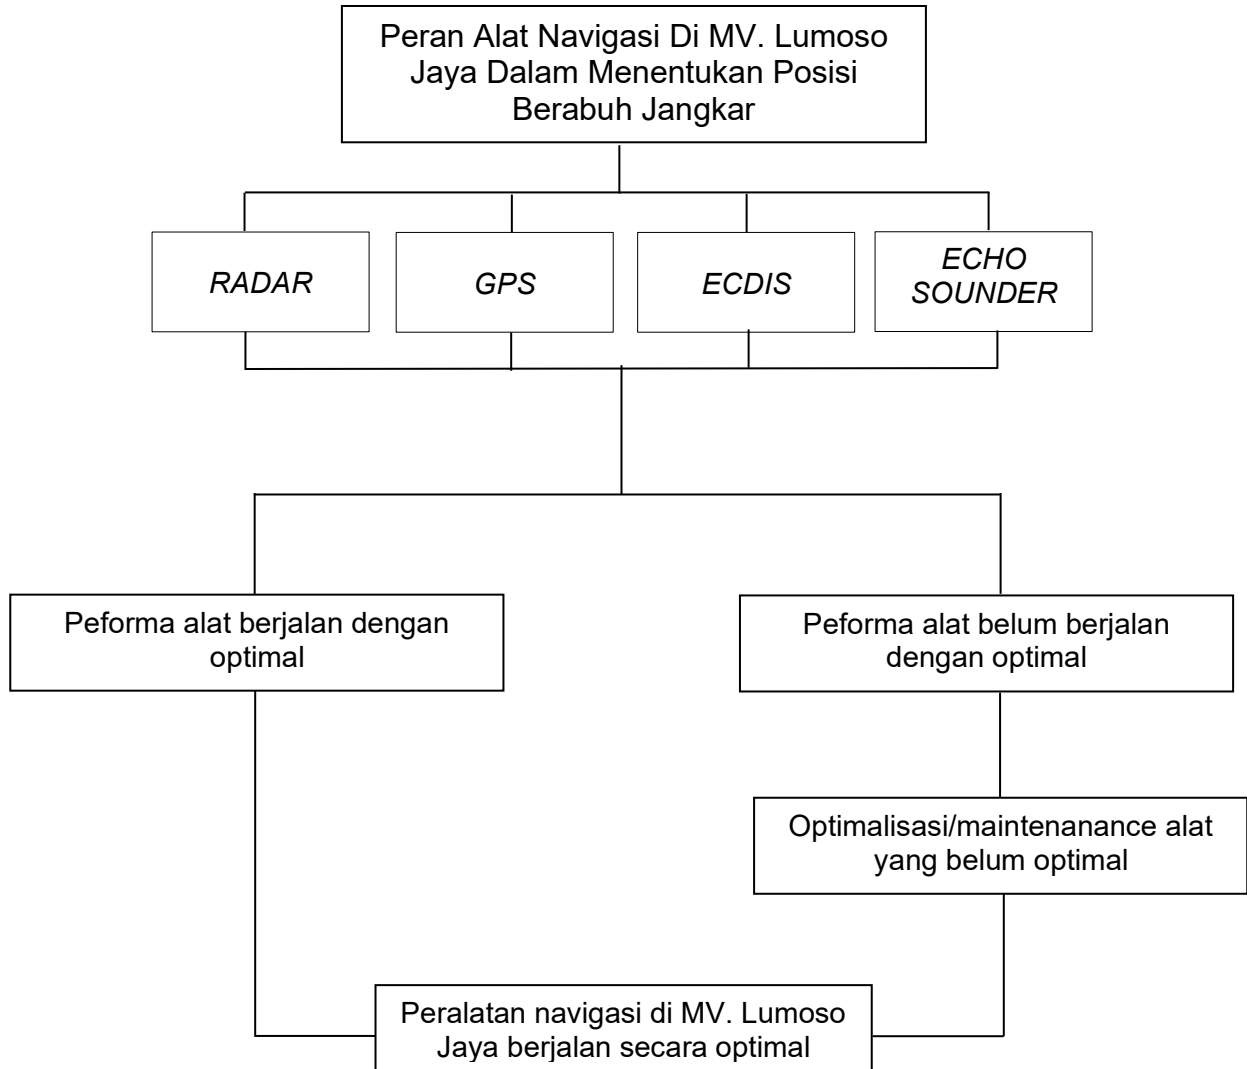 Peran Alat Navigasi Di MV. Lumoso
Jaya Dalam Menentukan Posisi
Berabuh Jangkar
RADAR
GPS
ECDIS
ECHO
SOUNDER
Peforma alat berjalan dengan
optimal
Peforma alat belum berjalan
dengan optimal
Optimalisasi/maintenanance alat
yang belum optimal
Peralatan navigasi di MV. Lumoso
Jaya berjalan secara optimal